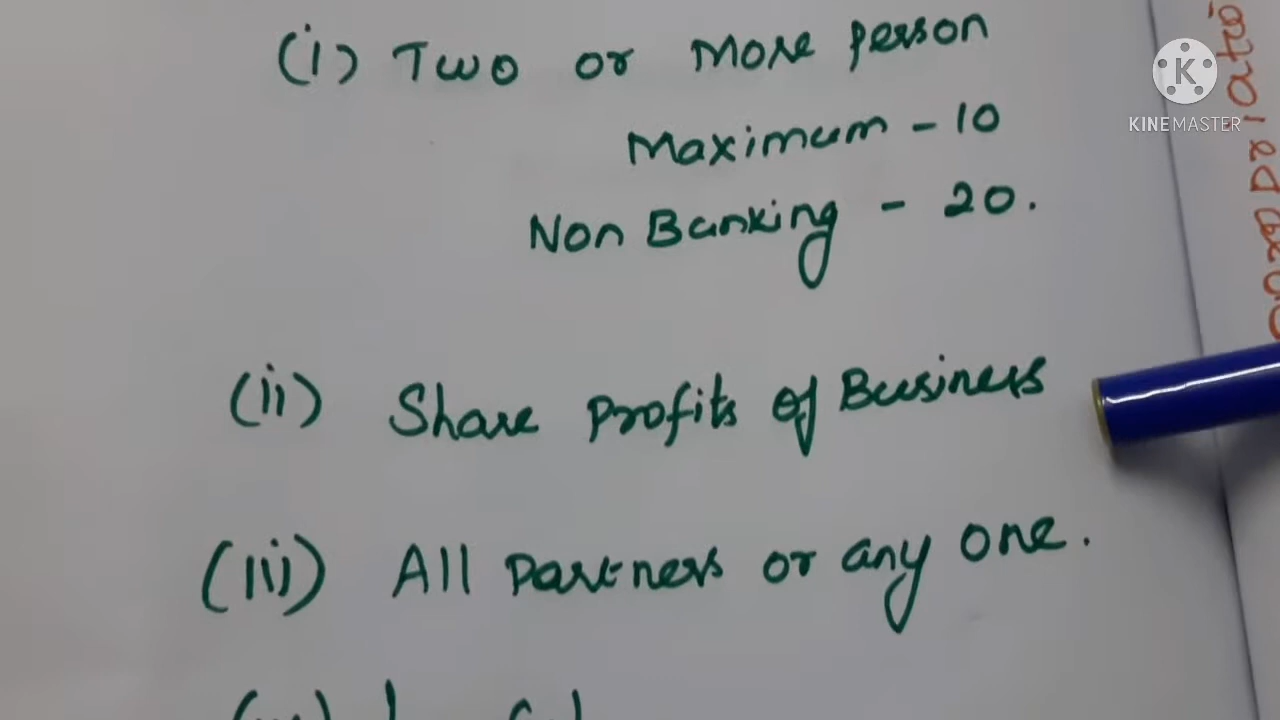 (i) Two or more person
Maximum - 10
Non Banking - 20.
(ii) Share Profits of Business
(iii) All Partners or any one.
KINEMASTER